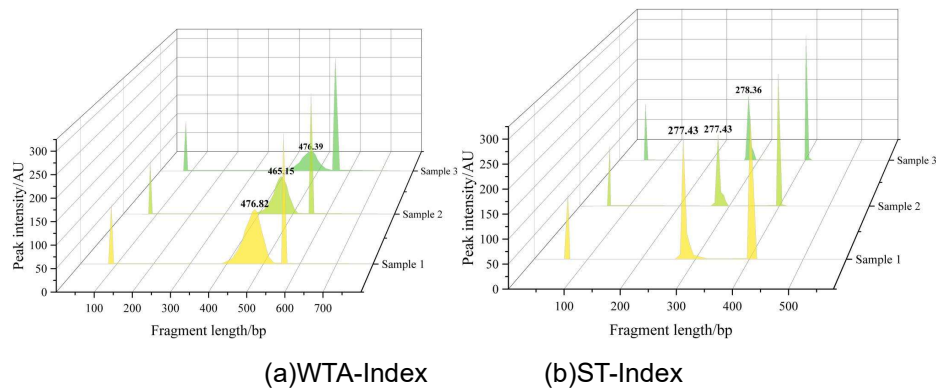 Peak intensity/AU
300
250
200
150
100
50
0
476.82
465.15
476.39
Sample 3
Sample 2
Sample 1
100 200 300 400 500 600 700
Fragment length/bp
Peak intensity/AU
300
250
200
150
100
50
0
277.43 277.43 278.36
Sample 3
Sample 2
Sample 1
100 200 300 400 500
Fragment length/bp
(a)WTA-Index (b)ST-Index